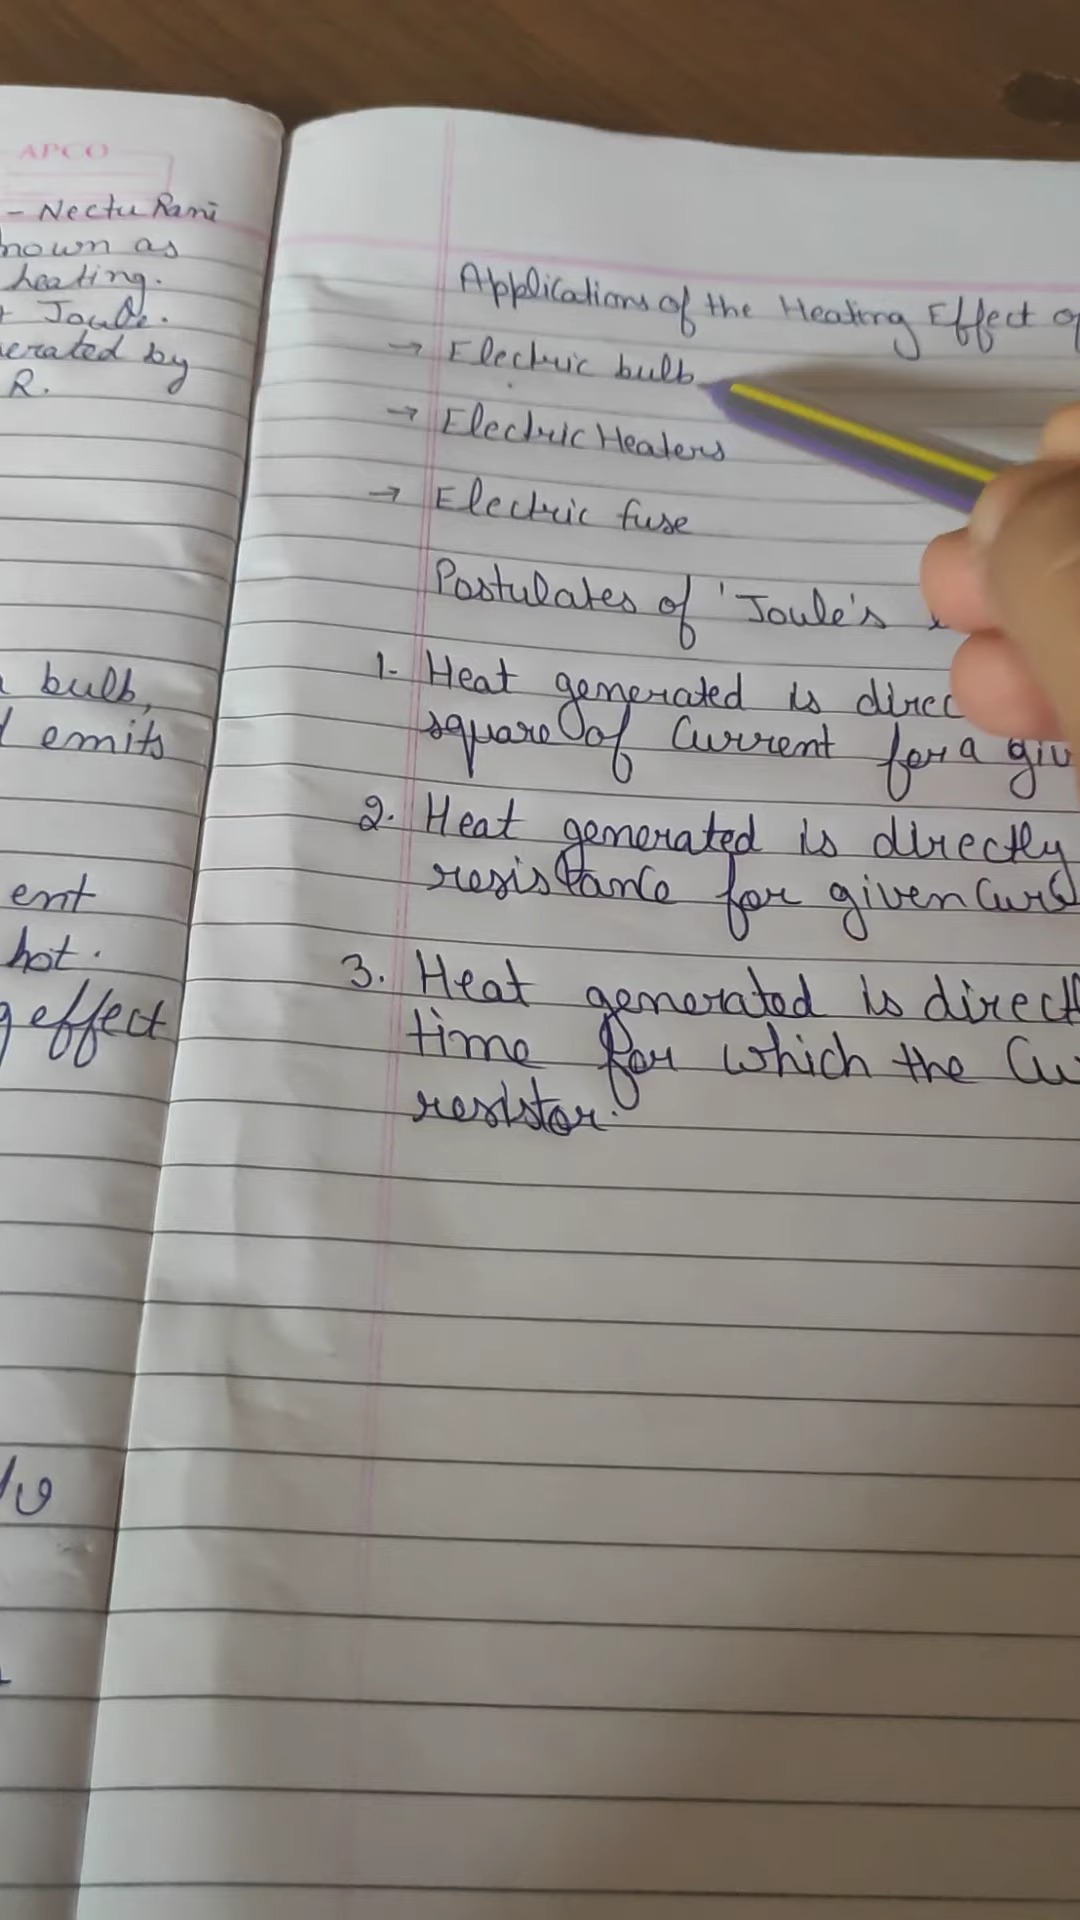 APCO
- Neetu Rani
nown as
heating.
Joule.
erated by
R.
bulb,
emits
ent
hot.
g effect
Applications of the Heating Effect of
→ Electric bulb
→ Electric Heaters
→ Electric fuse
Postulates of 'Joule's
1- Heat generated is direc
square of Current for a giv
2. Heat generated is directly
resistance for given Curr
3. Heat generated is directl
time for which the Cu
resistor.